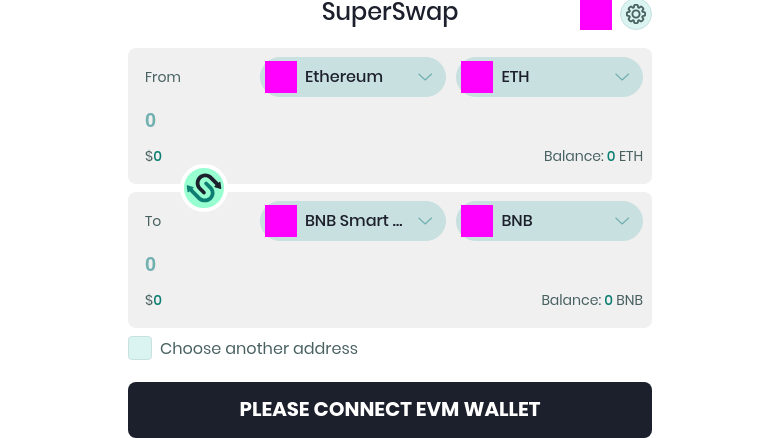 SuperSwap
From
Ethereum
ETH
0
$0
Balance: 0 ETH
To
BNB Smart ...
BNB
0
$0
Balance: 0 BNB
Choose another address
PLEASE CONNECT EVM WALLET